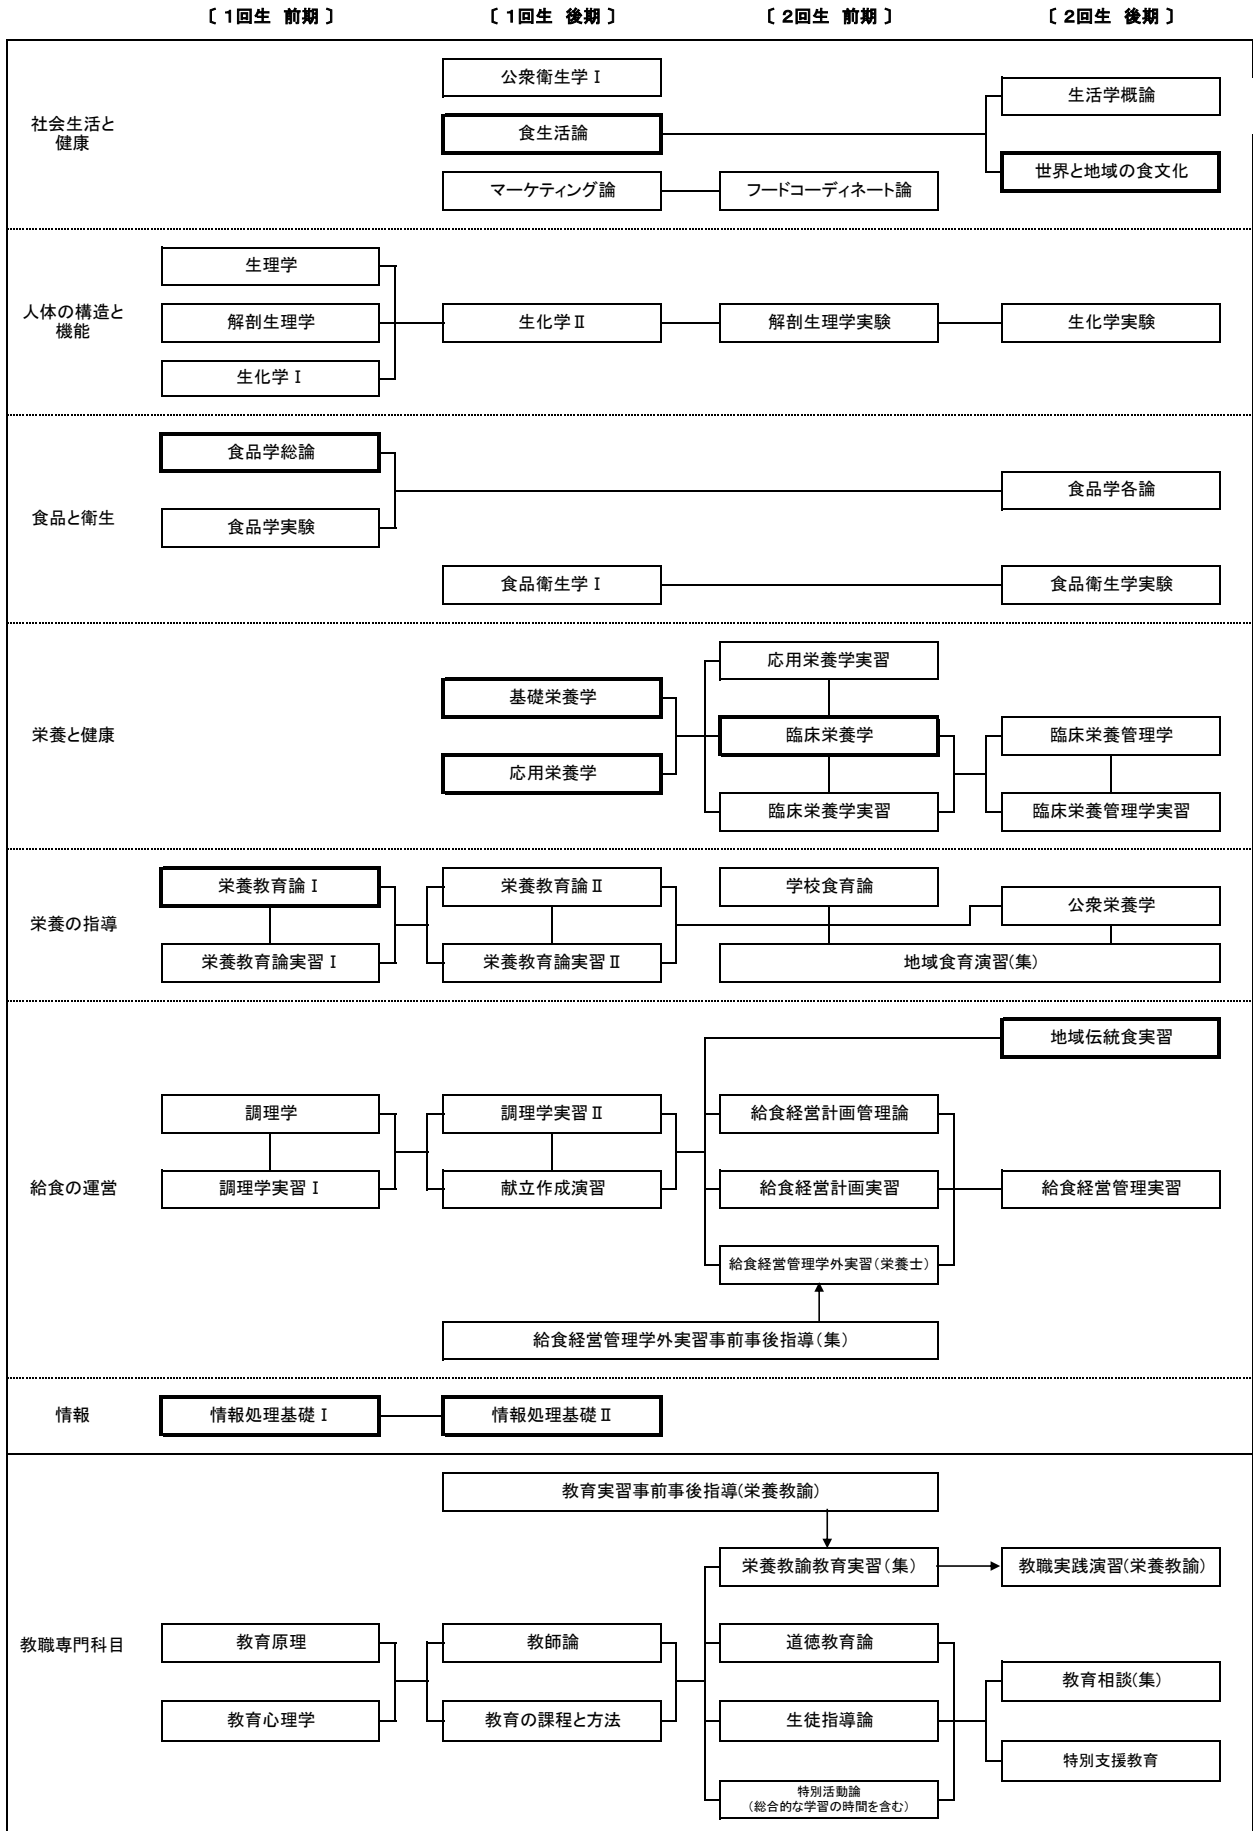 〔 1回生 前期 〕
〔 1回生 後期 〕
〔 2回生 前期 〕
〔 2回生 後期 〕
社会生活と
健康
公衆衛生学Ⅰ
食生活論
マーケティング論
フードコーディネート論
生活学概論
世界と地域の食文化
人体の構造と
機能
生理学
解剖生理学
生化学Ⅰ
生化学Ⅱ
解剖生理学実験
生化学実験
食品と衛生
食品学総論
食品学実験
食品学各論
食品衛生学Ⅰ
食品衛生学実験
栄養と健康
基礎栄養学
応用栄養学
応用栄養学実習
臨床栄養学
臨床栄養学実習
臨床栄養管理学
臨床栄養管理学実習
栄養の指導
栄養教育論Ⅰ
栄養教育論実習Ⅰ
栄養教育論Ⅱ
栄養教育論実習Ⅱ
学校食育論
公衆栄養学
地域食育演習(集)
給食の運営
地域伝統食実習
調理学
調理学実習Ⅰ
調理学実習Ⅱ
献立作成演習
給食経営計画管理論
給食経営計画実習
給食経営管理学外実習(栄養士)
給食経営管理実習
給食経営管理学外実習事前事後指導(集)
情報
情報処理基礎Ⅰ
情報処理基礎Ⅱ
教職専門科目
教育実習事前事後指導(栄養教諭)
栄養教諭教育実習(集)
教職実践演習(栄養教諭)
教育原理
教育心理学
教師論
教育の課程と方法
道徳教育論
生徒指導論
特別活動論
(総合的な学習の時間を含む)
教育相談(集)
特別支援教育